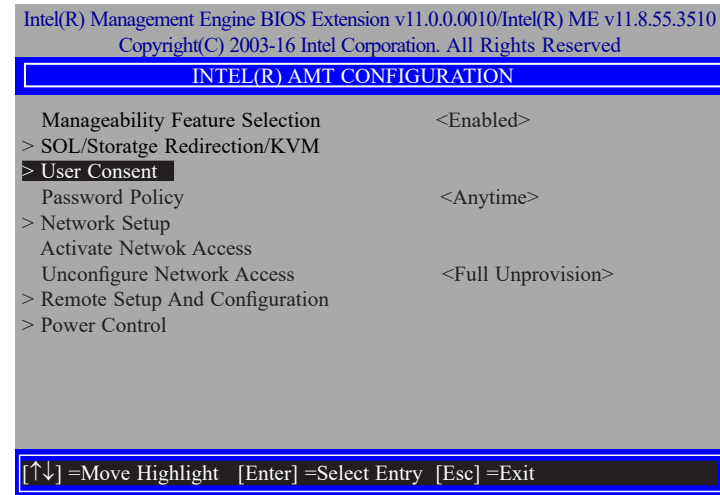 Intel(R) Management Engine BIOS Extension v11.0.0.0010/Intel(R) ME v11.8.55.3510
Copyright(C) 2003-16 Intel Corporation. All Rights Reserved
INTEL(R) AMT CONFIGURATION
Manageability Feature Selection <Enabled>
> SOL/Storatge Redirection/KVM
> User Consent
Password Policy <Anytime>
> Network Setup
Activate Netwok Access
Unconfigure Network Access <Full Unprovision>
> Remote Setup And Configuration
> Power Control
[↑↓] =Move Highlight [Enter] =Select Entry [Esc] =Exit